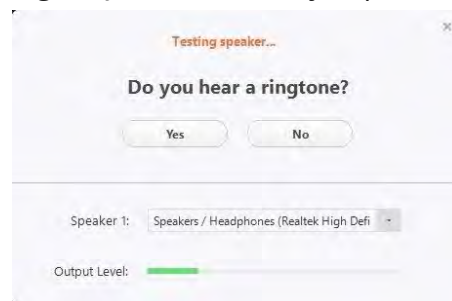 Testing speaker...
Do you hear a ringtone?
Yes No
Speaker 1: Speakers / Headphones (Realtek High Defi
Output Level: